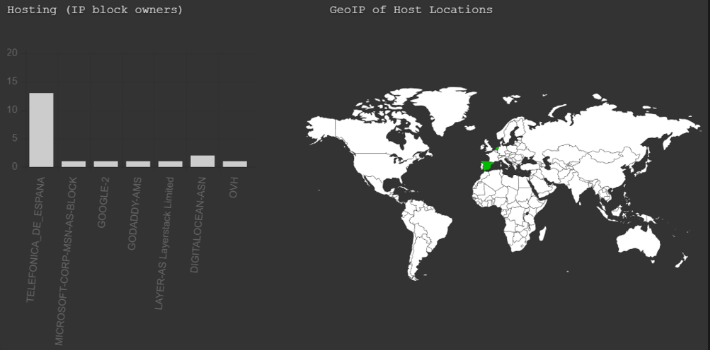 Hosting (IP block owners)
GeoIP of Host Locations
20
15
10
5
0
TELEFONICA_DE_ESPANA
MICROSOFT-CORP-MSN-AS-BLOCK
GOOGLE-2
GODADDY-AMS
LAYER-AS Layerstack Limited
DIGITALOCEAN-ASN
OVH